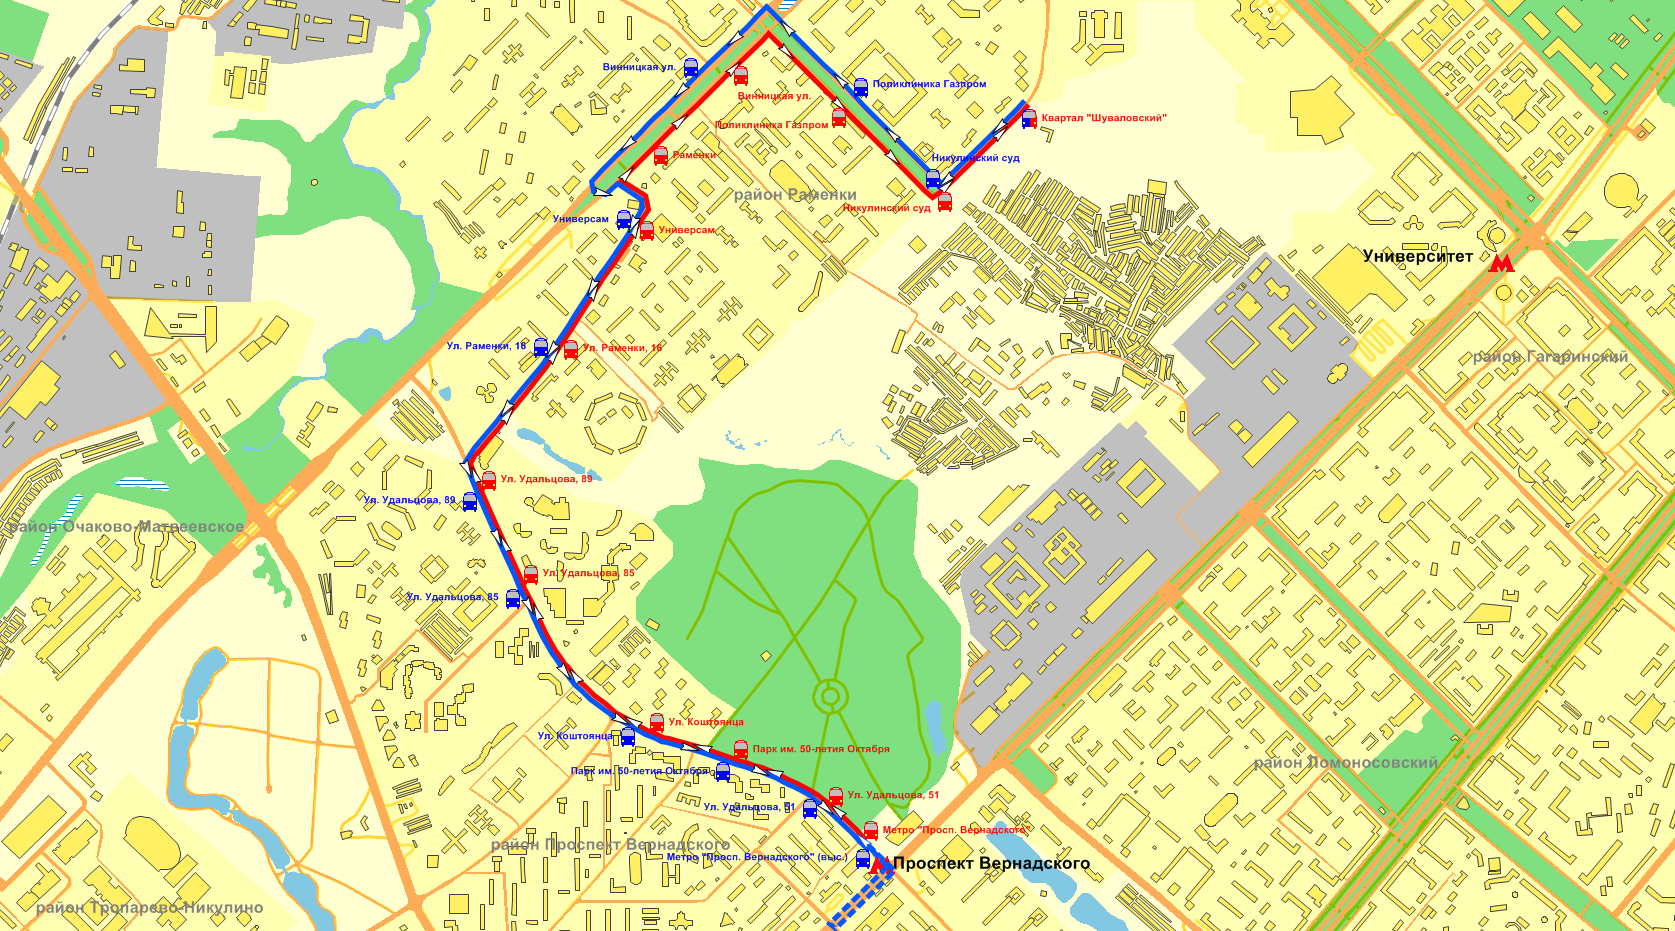 Винницкая ул.
Поликлиника Газпром
Винницкая ул.
Квартал "Шуваловский"
Поликлиника Газпром
Раменки
Никулинский суд
район Раменки
Никулинский суд
Универсам
Универсам
Университет
Ул. Раменки, 16
Ул. Раменки, 16
район Гагаринский
Ул. Удальцова, 89
Ул. Удальцова, 89
район Очаково-Матвеевское
Ул. Удальцова, 85
Ул. Удальцова, 85
Ул. Коштоянца
Ул. Коштоянца
Парк им. 50-летия Октября
район Ломоносовский
Парк им. 50-летия Октября
Ул. Удальцова, 51
Ул. Удальцова, 51
Метро "Просп. Вернадского"
район Проспект Вернадского
Метро "Просп. Вернадского" (выс.)
Проспект Вернадского
район Тропарево-Никулино